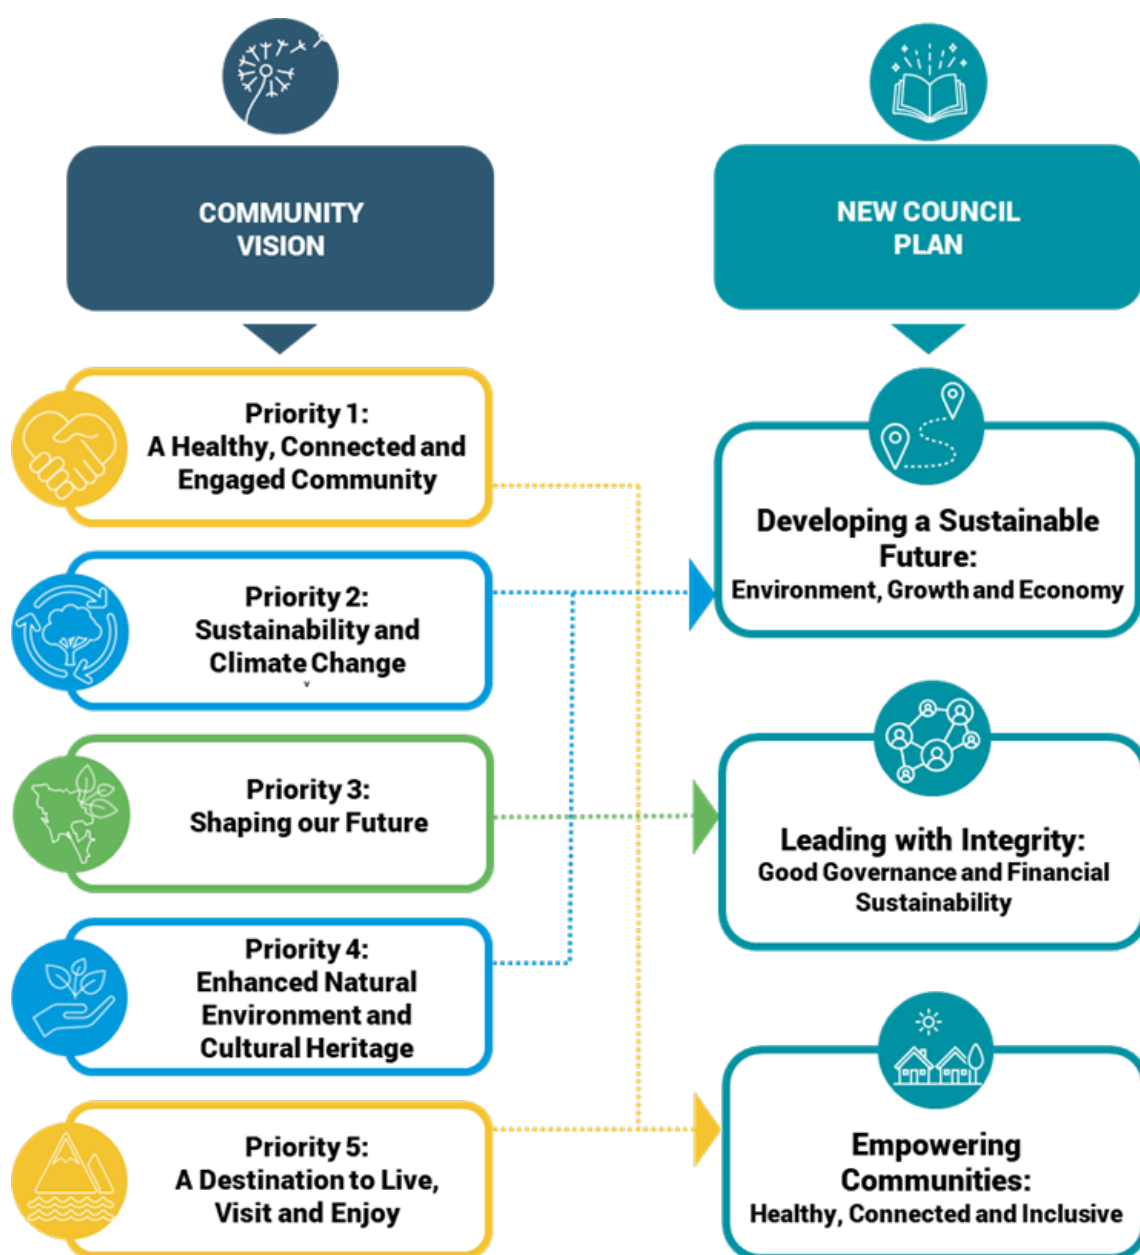 COMMUNITY
VISION
NEW COUNCIL
PLAN
Priority 1:
A Healthy, Connected and
Engaged Community
Priority 2:
Sustainability and
Climate Change
Priority 3:
Shaping our Future
Priority 4:
Enhanced Natural
Environment and
Cultural Heritage
Priority 5:
A Destination to Live,
Visit and Enjoy
Developing a Sustainable
Future:
Environment, Growth and Economy
Leading with Integrity:
Good Governance and Financial
Sustainability
Empowering
Communities:
Healthy, Connected and Inclusive